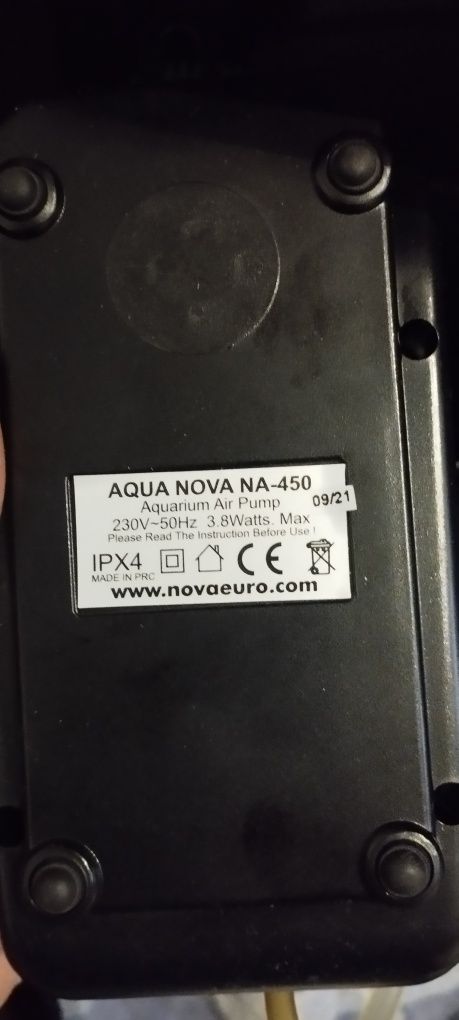 AQUA NOVA NA-450
Aquarium Air Pump
09/21
230V~50Hz 3.8Watts. Max
Please Read The Instruction Before Use !
IPX4
CE
MADE IN PRC
www.novaeuro.com